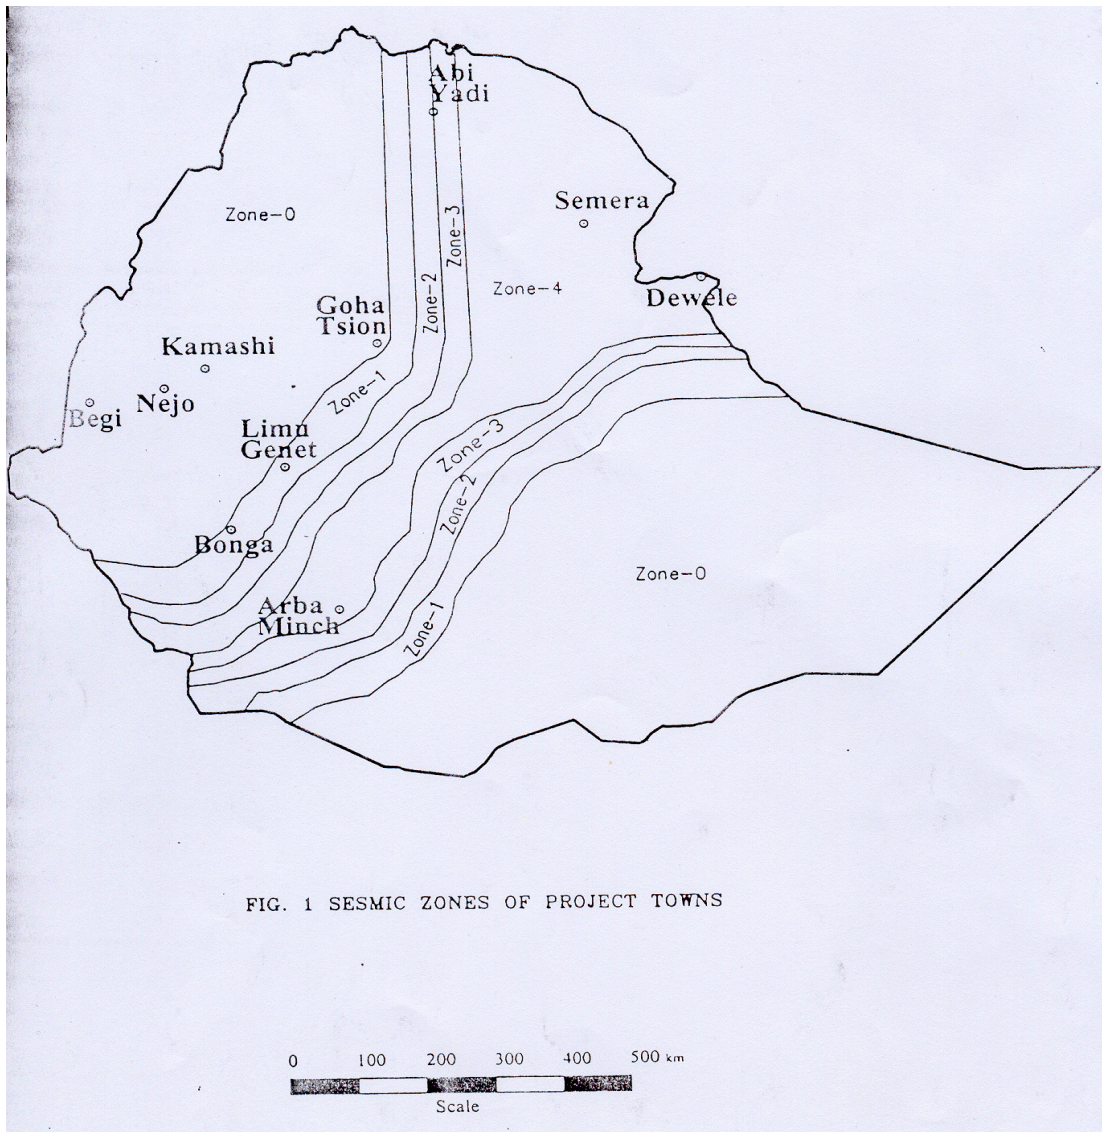 Abi
Yadi
Semera
Zone-0
Zone-3
Zone-2
Zone-4
Dewele
Goha
Tsion
Kamashi
Zone-1
Nejo
Begi
Limu
Genet
Zone-3
Zone-2
Bonga
Zone-0
Arba
Minch
Zone-1
FIG. 1 SESMIC ZONES OF PROJECT TOWNS
0 100 200 300 400 500 km
Scale